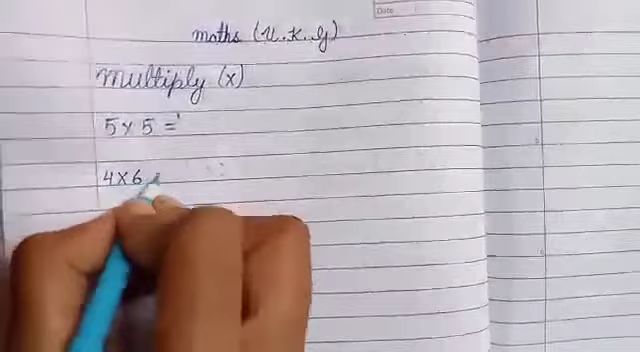 Date
maths (U.K.g)
multiply (x)
5 x 5 =
4 x 6